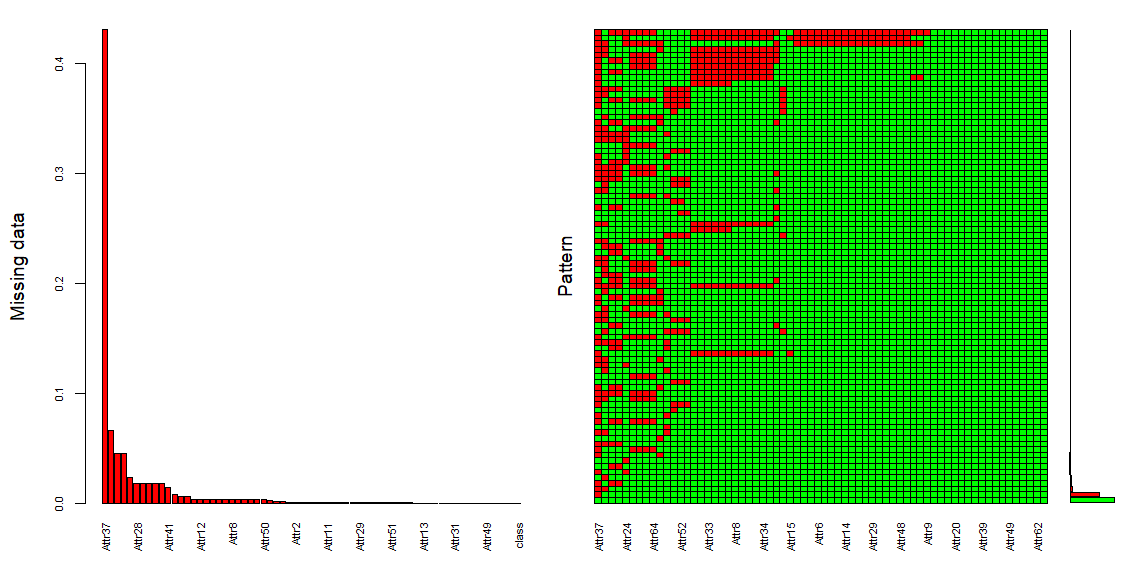 Missing data
0.4
0.3
0.2
0.1
0.0
Attr37
Attr28
Attr41
Attr12
Attr8
Attr50
Attr2
Attr11
Attr29
Attr51
Attr13
Attr31
Attr49
class
Pattern
Attr37
Attr24
Attr64
Attr52
Attr33
Attr8
Attr34
Attr15
Attr6
Attr14
Attr29
Attr48
Attr9
Attr20
Attr39
Attr49
Attr62